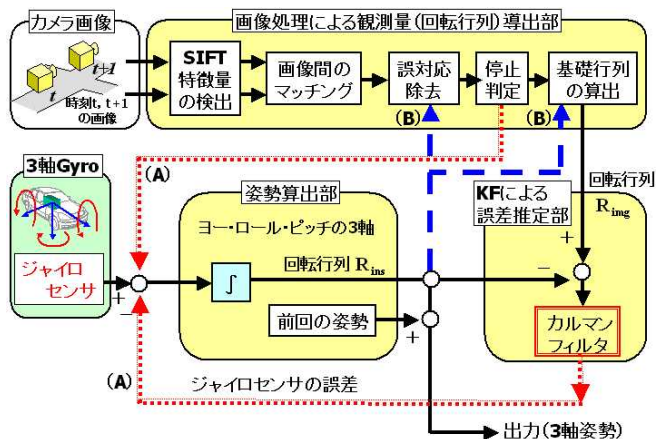 カメラ画像
t+1
t
時刻t, t+1
の画像
画像処理による観測量(回転行列)導出部
SIFT
特徴量
の検出
画像間の
マッチング
誤対応
除去
停止
判定
基礎行列
の算出
(B)
(B)
(A)
3軸Gyro
ジャイロ
センサ
+
−
姿勢算出部
ヨー・ロール・ピッチの3軸
∫
回転行列 Rins
前回の姿勢
+
KFによる
誤差推定部
回転行列
Rimg
+
−
カルマン
フィルタ
(A)
ジャイロセンサの誤差
出力(3軸姿勢)